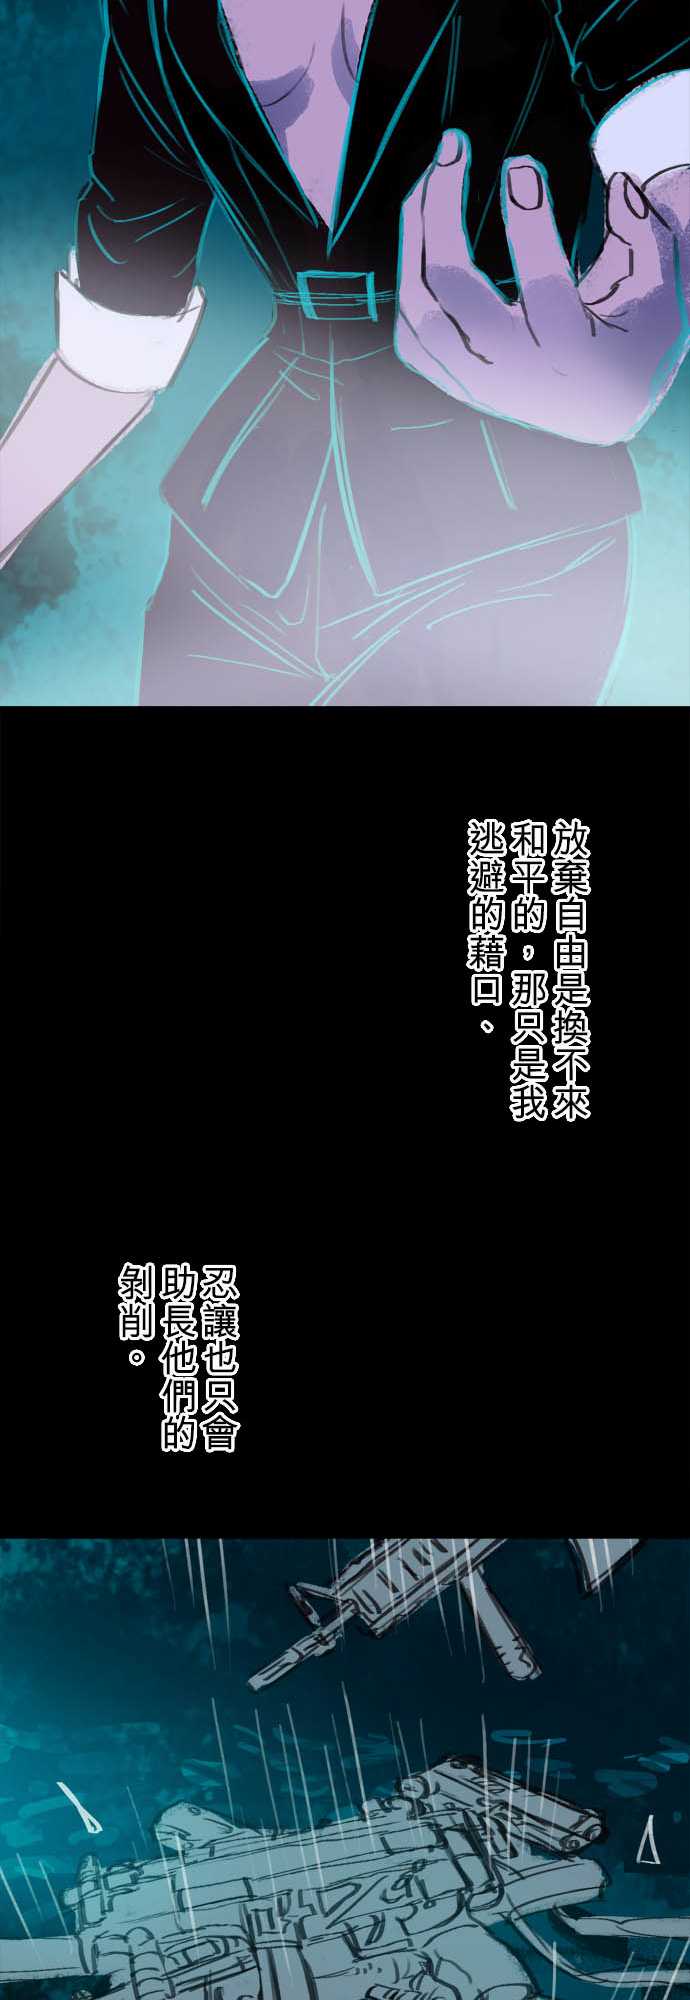 放棄自由是換不來
和平的，那只是我
逃避的藉口、
忍讓也只會
助長他們的
剝削。